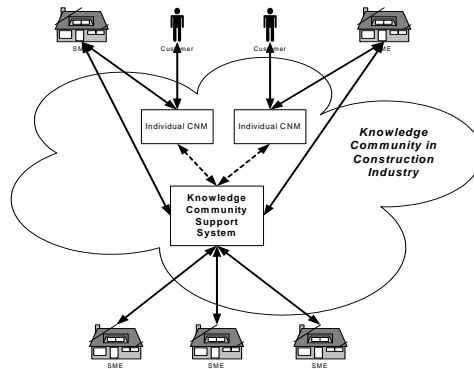 SME
Customer
Customer
SME
Individual CNM
Individual CNM
Knowledge
Community in
Construction
Industry
Knowledge
Community
Support
System
SME
SME
SME